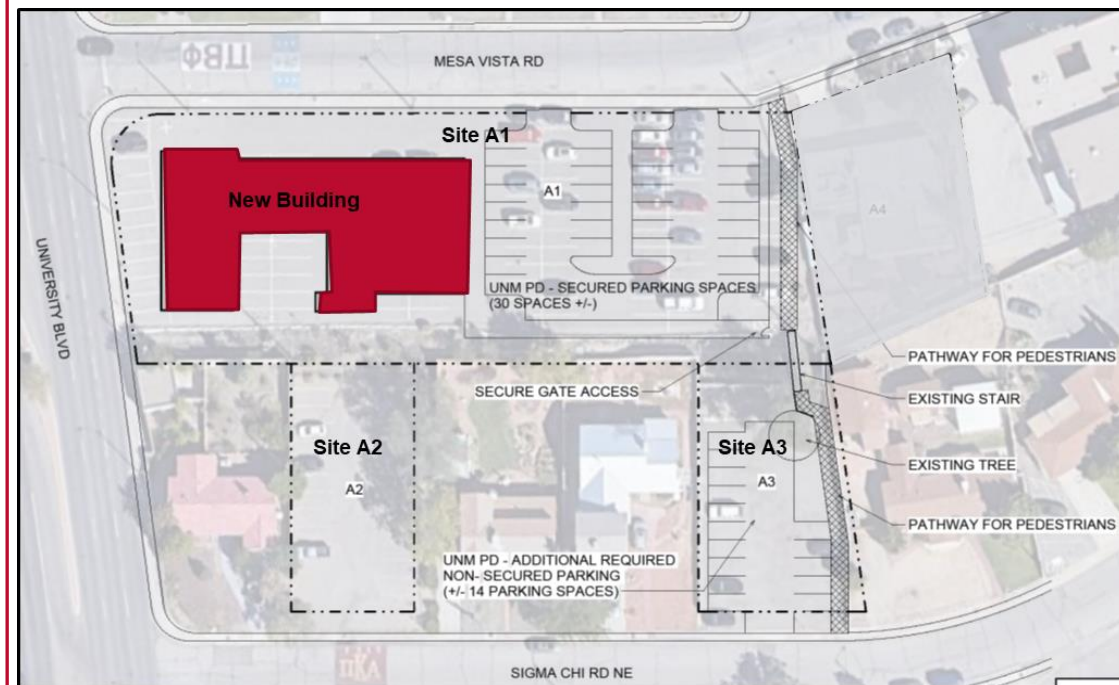 ΠΒΦ
MESA VISTA RD
Site A1
A1
New Building
A4
UNIVERSITY BLVD
UNM PD - SECURED PARKING SPACES
(30 SPACES +/-)
PATHWAY FOR PEDESTRIANS
SECURE GATE ACCESS
EXISTING STAIR
Site A2
A2
Site A3
A3
EXISTING TREE
PATHWAY FOR PEDESTRIANS
UNM PD - ADDITIONAL REQUIRED
NON- SECURED PARKING
(+/- 14 PARKING SPACES)
ΠΚΑ
SIGMA CHI RD NE